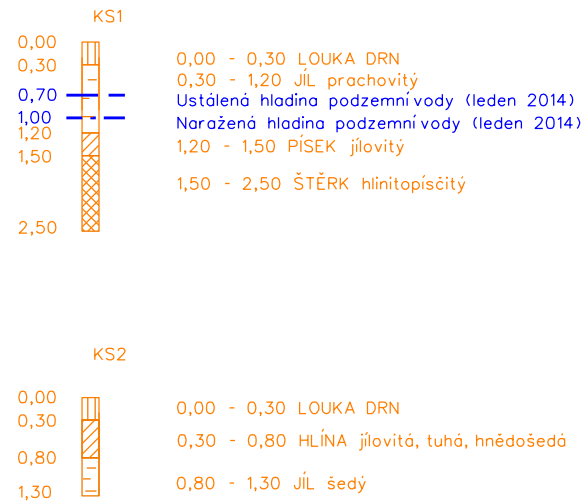 KS1
0,00
0,30
0,00 - 0,30 LOUKA DRN
0,30 - 1,20 JÍL prachovitý
0,70
Ustálená hladina podzemní vody (leden 2014)
1,00
Naražená hladina podzemní vody (leden 2014)
1,20
1,50
1,20 - 1,50 PÍSEK jílovitý
1,50 - 2,50 ŠTĚRK hlinitopísčitý
2,50
KS2
0,00
0,00 - 0,30 LOUKA DRN
0,30
0,30 - 0,80 HLÍNA jílovitá, tuhá, hnědošedá
0,80
0,80 - 1,30 JÍL šedý
1,30